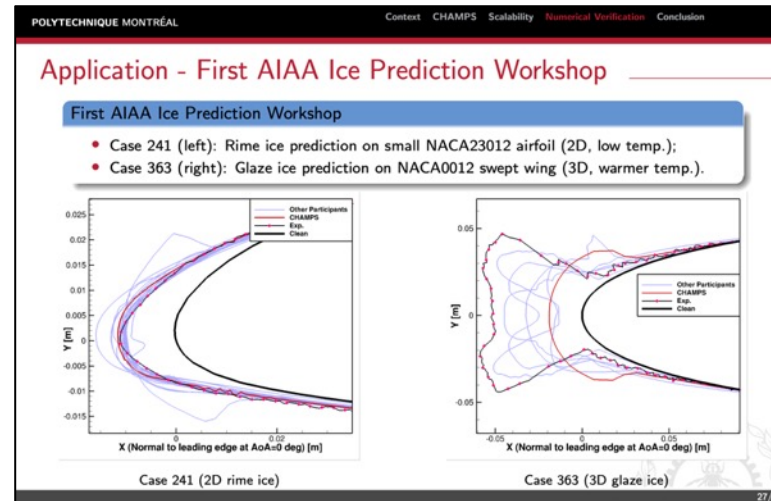 POLYTECHNIQUE MONTRÉAL
Context CHAMPS Scalability Numerical Verification Conclusion
Application - First AIAA Ice Prediction Workshop
First AIAA Ice Prediction Workshop
• Case 241 (left): Rime ice prediction on small NACA23012 airfoil (2D, low temp.);
• Case 363 (right): Glaze ice prediction on NACA0012 swept wing (3D, warmer temp.).
Other Participants
CHAMPS
Exp.
Clean
0.025
0.02
0.015
0.01
0.005
0
-0.005
-0.01
-0.015
Y [m]
0 0.02
X (Normal to leading edge at AoA=0 deg) [m]
Case 241 (2D rime ice)
Other Participants
CHAMPS
Exp.
Clean
0.05
0
-0.05
Y [m]
-0.05 0 0.05
X (Normal to leading edge at AoA=0 deg) [m]
Case 363 (3D glaze ice)
27